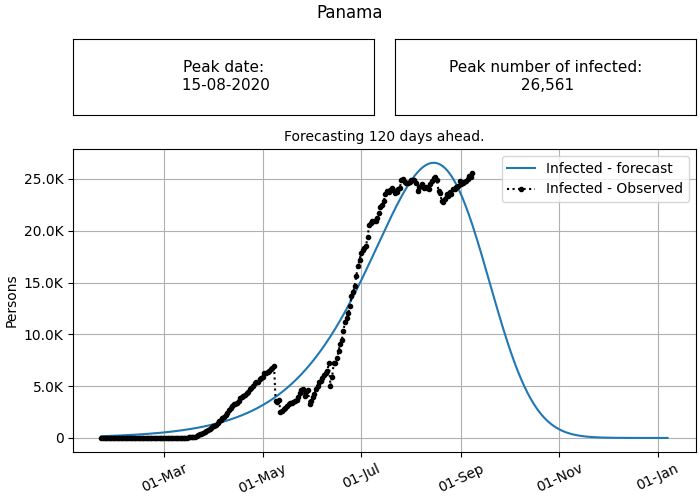 Panama
Peak date:
15-08-2020
Peak number of infected:
26,561
Forecasting 120 days ahead.
Infected - forecast
Infected - Observed
Persons
25.0K
20.0K
15.0K
10.0K
5.0K
0
01-Mar
01-May
01-Jul
01-Sep
01-Nov
01-Jan